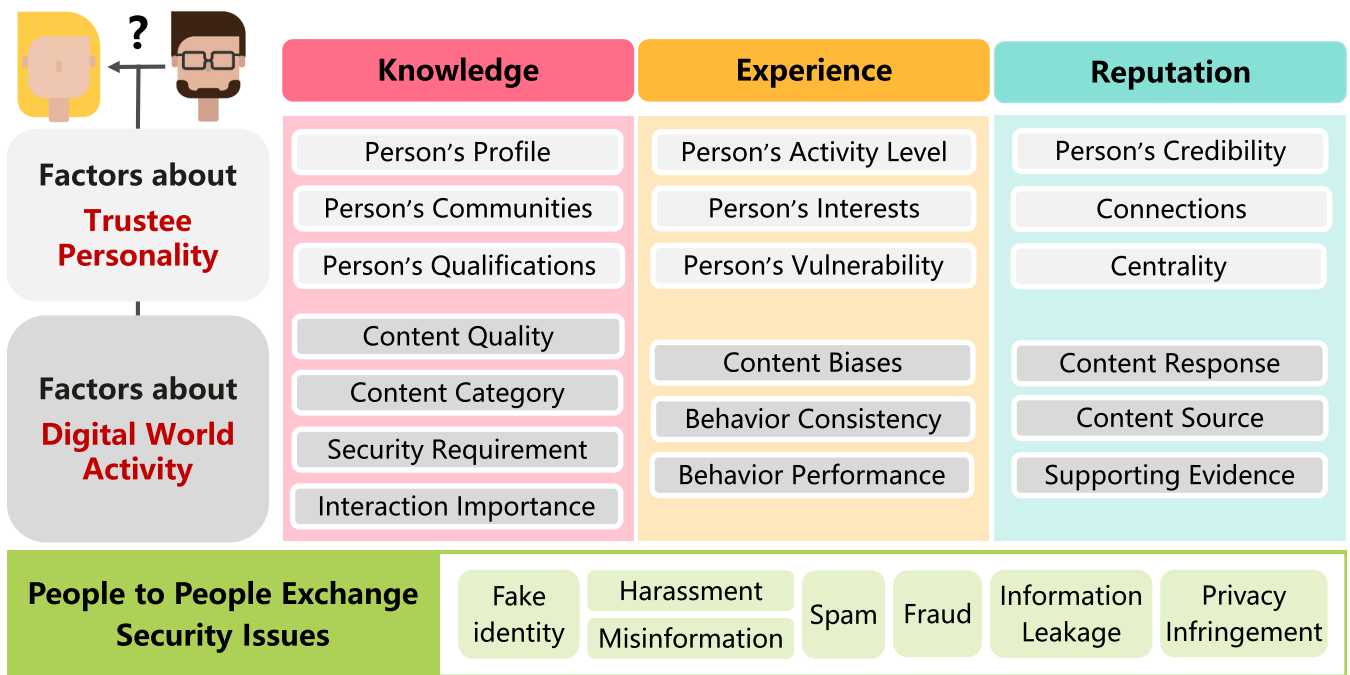 ?
Knowledge
Experience
Reputation
Factors about
Trustee
Personality
Person's Profile
Person's Communities
Person's Qualifications
Person's Activity Level
Person's Interests
Person's Vulnerability
Person's Credibility
Connections
Centrality
Factors about
Digital World
Activity
Content Quality
Content Category
Security Requirement
Interaction Importance
Content Biases
Behavior Consistency
Behavior Performance
Content Response
Content Source
Supporting Evidence
People to People Exchange
Security Issues
Fake
identity
Harassment
Misinformation
Spam
Fraud
Information
Leakage
Privacy
Infringement